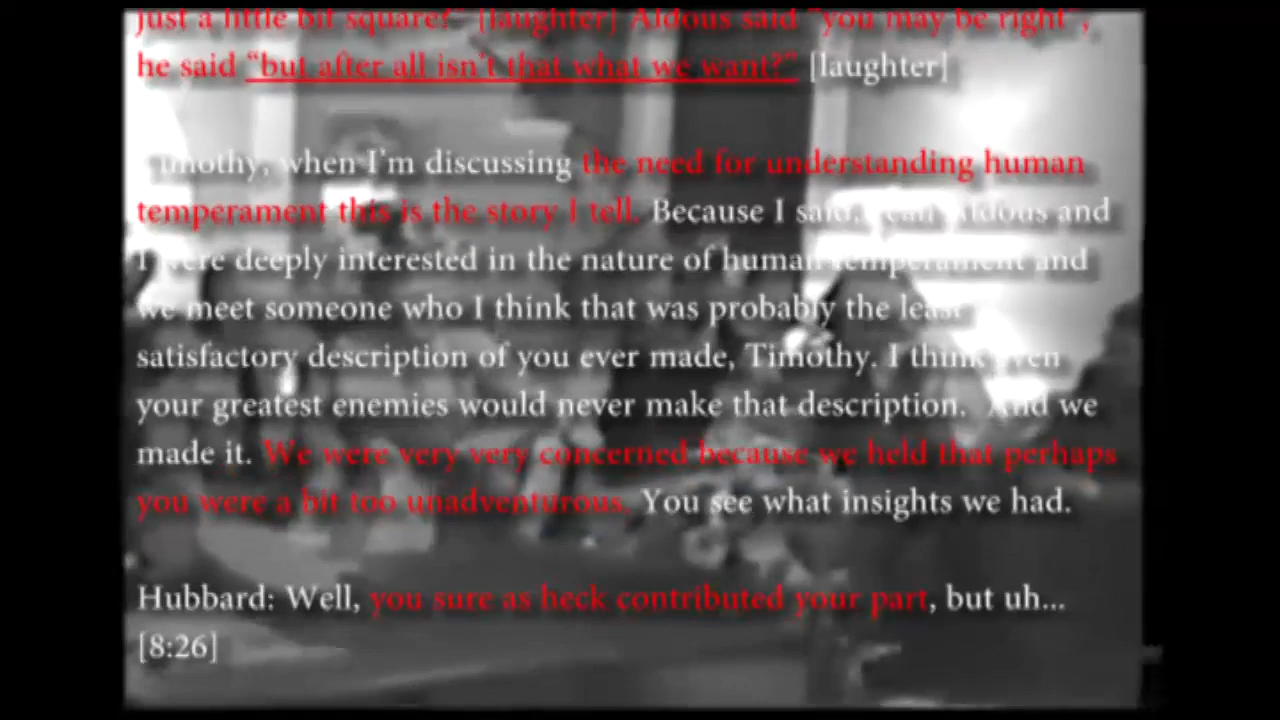 just a little bit square?” [laughter] Aldous said “you may be right”,
he said “but after all isn’t that what we want?” [laughter]
Timothy, when I’m discussing the need for understanding human
temperament this is the story I tell. Because I said, yeah Aldous and
I were deeply interested in the nature of human temperament and
we meet someone who I think that was probably the least
satisfactory description of you ever made, Timothy. I think even
your greatest enemies would never make that description. And we
made it. We were very very concerned because we held that perhaps
you were a bit too unadventurous. You see what insights we had.
Hubbard: Well, you sure as heck contributed your part, but uh...
[8:26]